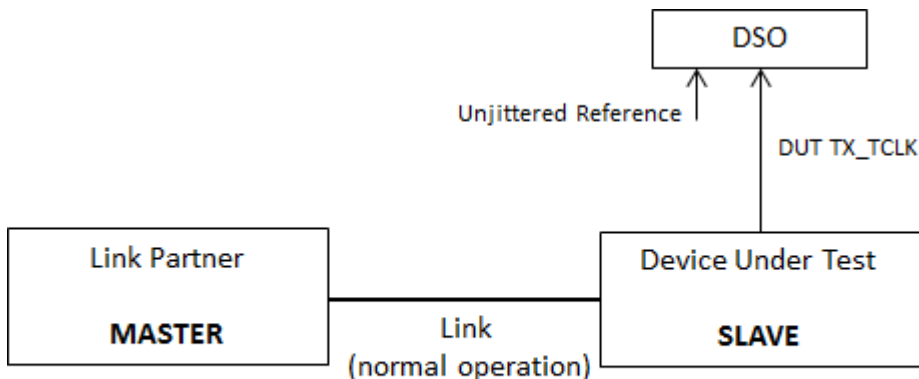 DSO
Unjittered Reference
DUT TX_TCLK
Link Partner
MASTER
Link
(normal operation)
Device Under Test
SLAVE